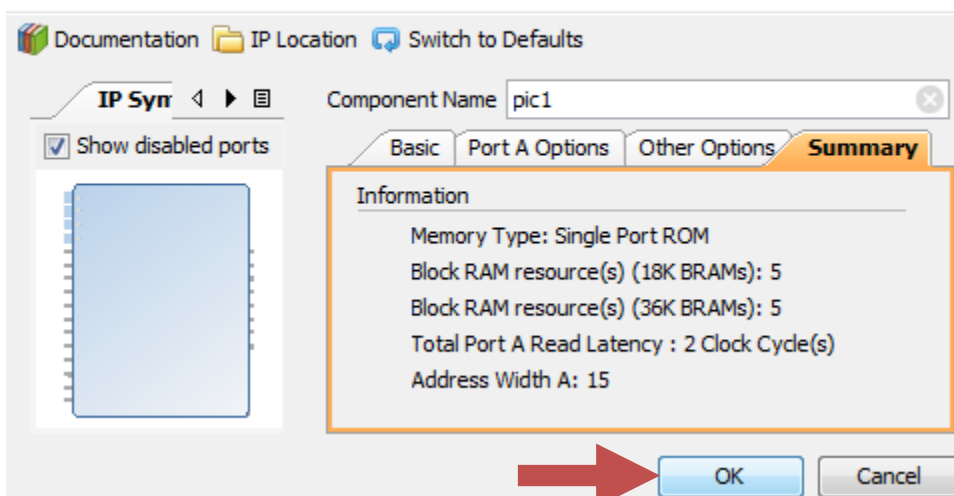 Documentation IP Location Switch to Defaults
IP Sym
Component Name pic1
Show disabled ports
Basic Port A Options Other Options Summary
Information
Memory Type: Single Port ROM
Block RAM resource(s) (18K BRAMs): 5
Block RAM resource(s) (36K BRAMs): 5
Total Port A Read Latency : 2 Clock Cycle(s)
Address Width A: 15
OK Cancel